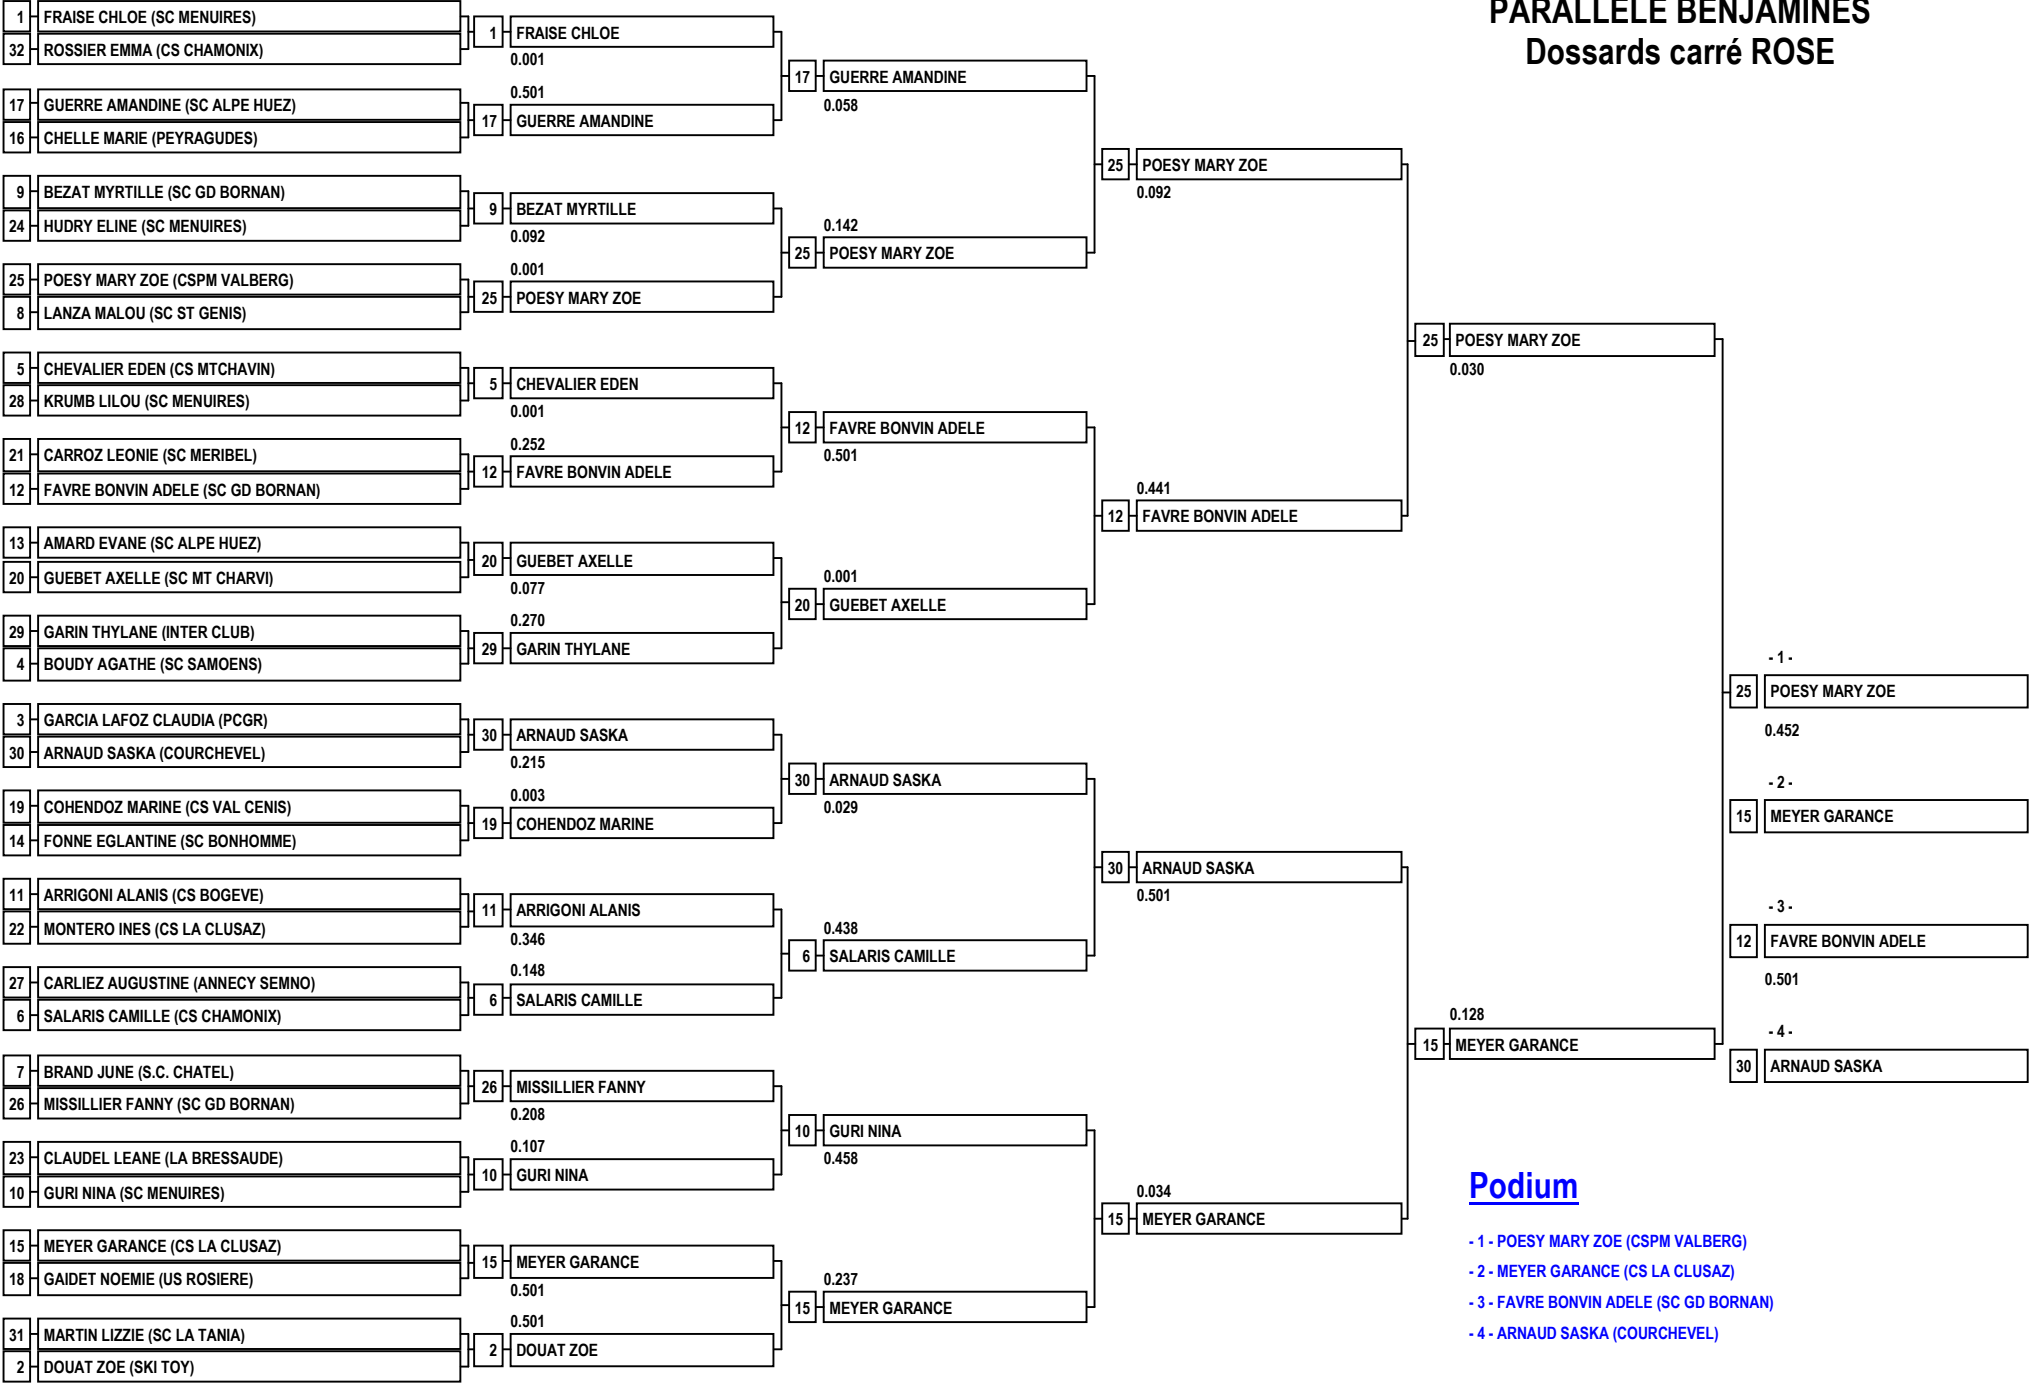 PARALLELE BENJAMINES
Dossards carré ROSE
1 FRAISE CHLOE (SC MENUIRES)
32 ROSSIER EMMA (CS CHAMONIX)
17 GUERRE AMANDINE (SC ALPE HUEZ)
16 CHELLE MARIE (PEYRAGUDES)
9 BEZAT MYRTILLE (SC GD BORNAN)
24 HUDRY ELINE (SC MENUIRES)
25 POESY MARY ZOE (CSPM VALBERG)
8 LANZA MALOU (SC ST GENIS)
5 CHEVALIER EDEN (CS MTCHAVIN)
28 KRUMB LILOU (SC MENUIRES)
21 CARROZ LEONIE (SC MERIBEL)
12 FAVRE BONVIN ADELE (SC GD BORNAN)
13 AMARD EVANE (SC ALPE HUEZ)
20 GUEBET AXELLE (SC MT CHARVI)
29 GARIN THYLANE (INTER CLUB)
4 BOUDY AGATHE (SC SAMOENS)
3 GARCIA LAFOZ CLAUDIA (PCGR)
30 ARNAUD SASKA (COURCHEVEL)
19 COHENDOZ MARINE (CS VAL CENIS)
14 FONNE EGLANTINE (SC BONHOMME)
11 ARRIGONI ALANIS (CS BOGEVE)
22 MONTERO INES (CS LA CLUSAZ)
27 CARLIEZ AUGUSTINE (ANNECY SEMNO)
6 SALARIS CAMILLE (CS CHAMONIX)
7 BRAND JUNE (S.C. CHATEL)
26 MISSILLIER FANNY (SC GD BORNAN)
23 CLAUDEL LEANE (LA BRESSAUDE)
10 GURI NINA (SC MENUIRES)
15 MEYER GARANCE (CS LA CLUSAZ)
18 GAIDET NOEMIE (US ROSIERE)
31 MARTIN LIZZIE (SC LA TANIA)
2 DOUAT ZOE (SKI TOY)
1 FRAISE CHLOE
0.001
0.501
17 GUERRE AMANDINE
9 BEZAT MYRTILLE
0.092
0.001
25 POESY MARY ZOE
5 CHEVALIER EDEN
0.001
0.252
12 FAVRE BONVIN ADELE
20 GUEBET AXELLE
0.077
0.270
29 GARIN THYLANE
30 ARNAUD SASKA
0.215
0.003
19 COHENDOZ MARINE
11 ARRIGONI ALANIS
0.346
0.148
6 SALARIS CAMILLE
26 MISSILLIER FANNY
0.208
0.107
10 GURI NINA
15 MEYER GARANCE
0.501
0.501
2 DOUAT ZOE
17 GUERRE AMANDINE
0.058
0.142
25 POESY MARY ZOE
12 FAVRE BONVIN ADELE
0.501
0.001
20 GUEBET AXELLE
30 ARNAUD SASKA
0.029
0.438
6 SALARIS CAMILLE
10 GURI NINA
0.458
0.237
15 MEYER GARANCE
25 POESY MARY ZOE
0.092
0.441
12 FAVRE BONVIN ADELE
30 ARNAUD SASKA
0.501
0.034
15 MEYER GARANCE
25 POESY MARY ZOE
0.030
0.128
15 MEYER GARANCE
- 1 -
25 POESY MARY ZOE
0.452
- 2 -
15 MEYER GARANCE
- 3 -
12 FAVRE BONVIN ADELE
0.501
- 4 -
30 ARNAUD SASKA
Podium
- 1 - POESY MARY ZOE (CSPM VALBERG)
- 2 - MEYER GARANCE (CS LA CLUSAZ)
- 3 - FAVRE BONVIN ADELE (SC GD BORNAN)
- 4 - ARNAUD SASKA (COURCHEVEL)